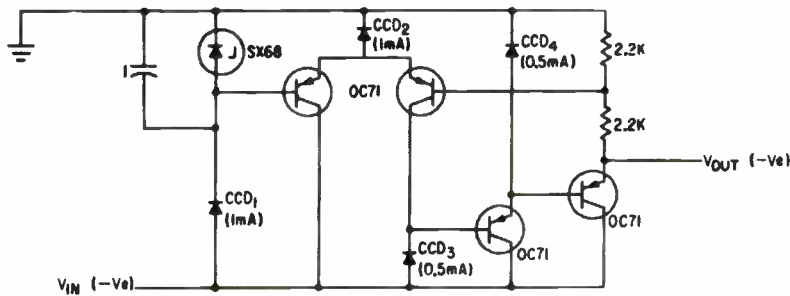 CCD2
(1mA)
CCD4
(0.5mA)
2.2K
J SX68
1
OC71
2.2K
VOUT (-Ve)
CCD1
(1mA)
OC71
CCD3
(0.5mA)
OC71
VIN (-Ve)